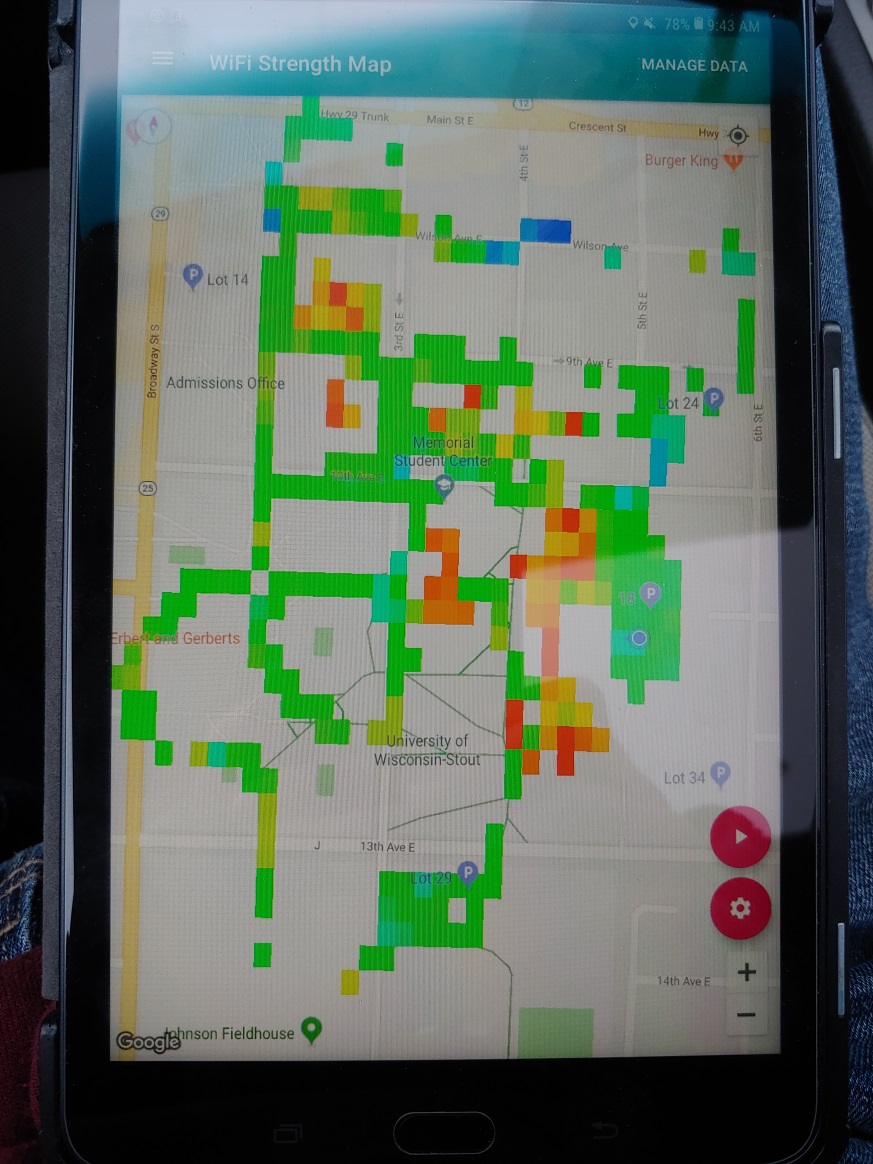 78% 9:43 AM
WiFi Strength Map
MANAGE DATA
Hwy 29 Trunk
Main St E
12
Crescent St
Hwy
4th St E
Burger King
29
Wilson Ave E
Wilson Ave
P Lot 14
3rd St E
5th St E
Broadway St S
9th Ave E
Admissions Office
Lot 24 P
6th St E
Memorial
Student Center
10th Ave E
25
18 P
Erbert and Gerberts
University of
Wisconsin-Stout
Lot 34 P
J
13th Ave E
Lot 29 P
14th Ave E
+
−
Google
Johnson Fieldhouse